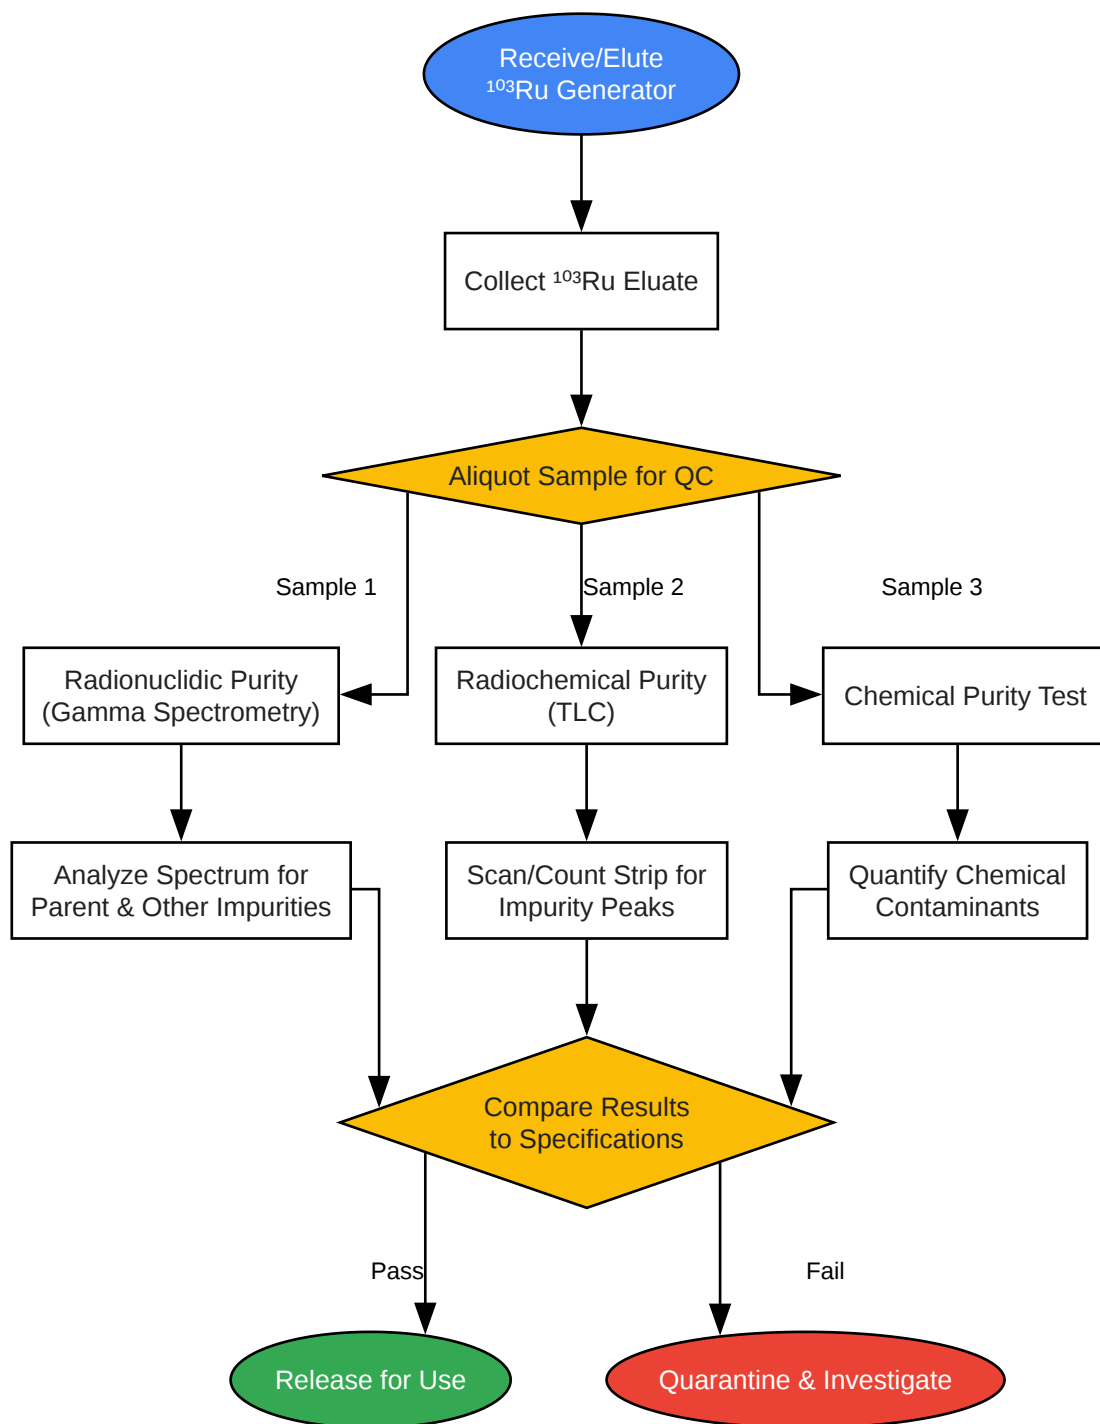 Receive/Elute
¹⁰³Ru Generator
Collect ¹⁰³Ru Eluate
Aliquot Sample for QC
Sample 1
Sample 2
Sample 3
Radionuclidic Purity
(Gamma Spectrometry)
Radiochemical Purity
(TLC)
Chemical Purity Test
Analyze Spectrum for
Parent & Other Impurities
Scan/Count Strip for
Impurity Peaks
Quantify Chemical
Contaminants
Compare Results
to Specifications
Pass
Fail
Release for Use
Quarantine & Investigate